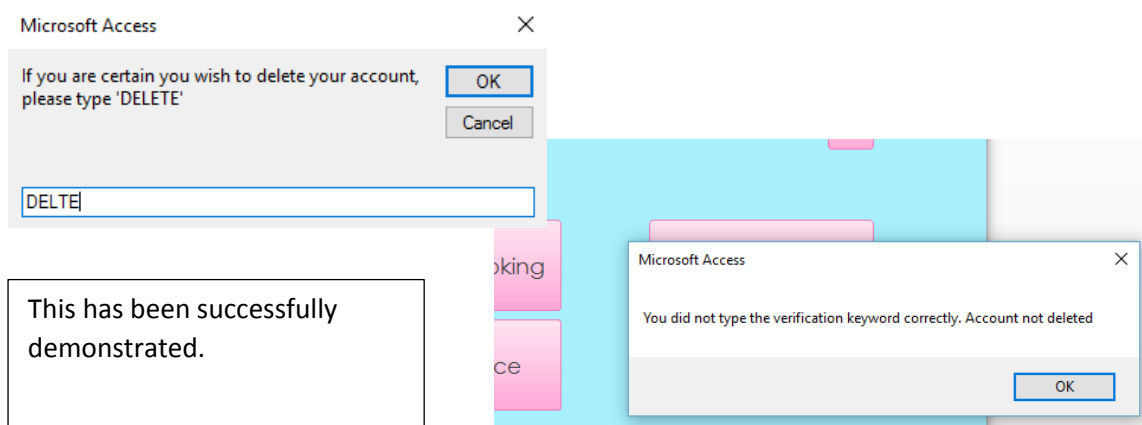 Microsoft Access
If you are certain you wish to delete your account,
please type 'DELETE'
OK
Cancel
DELTE
This has been successfully
demonstrated.
oking
ce
Microsoft Access
You did not type the verification keyword correctly. Account not deleted
OK